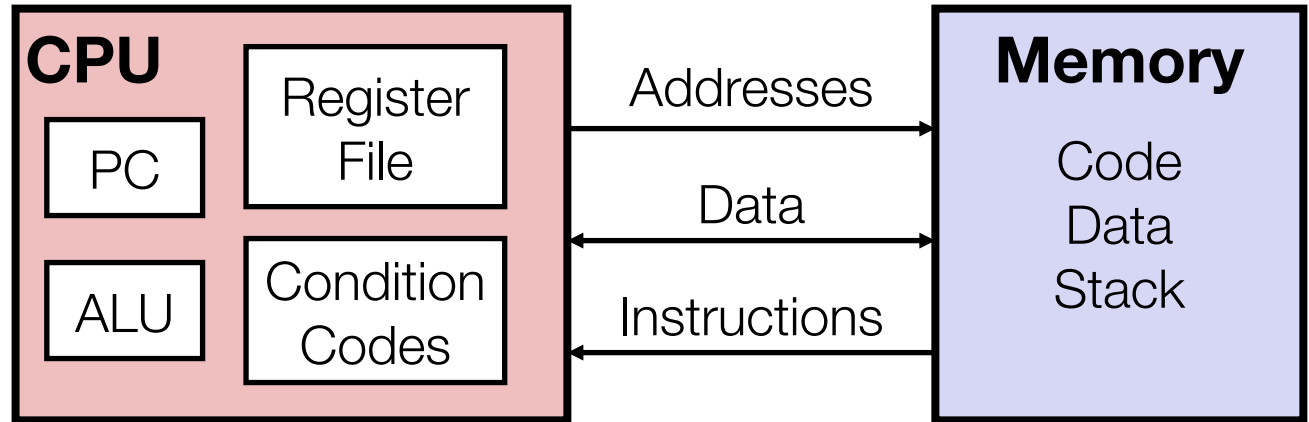 CPU
Register
File
PC
ALU
Condition
Codes
Addresses
Data
Instructions
Memory
Code
Data
Stack